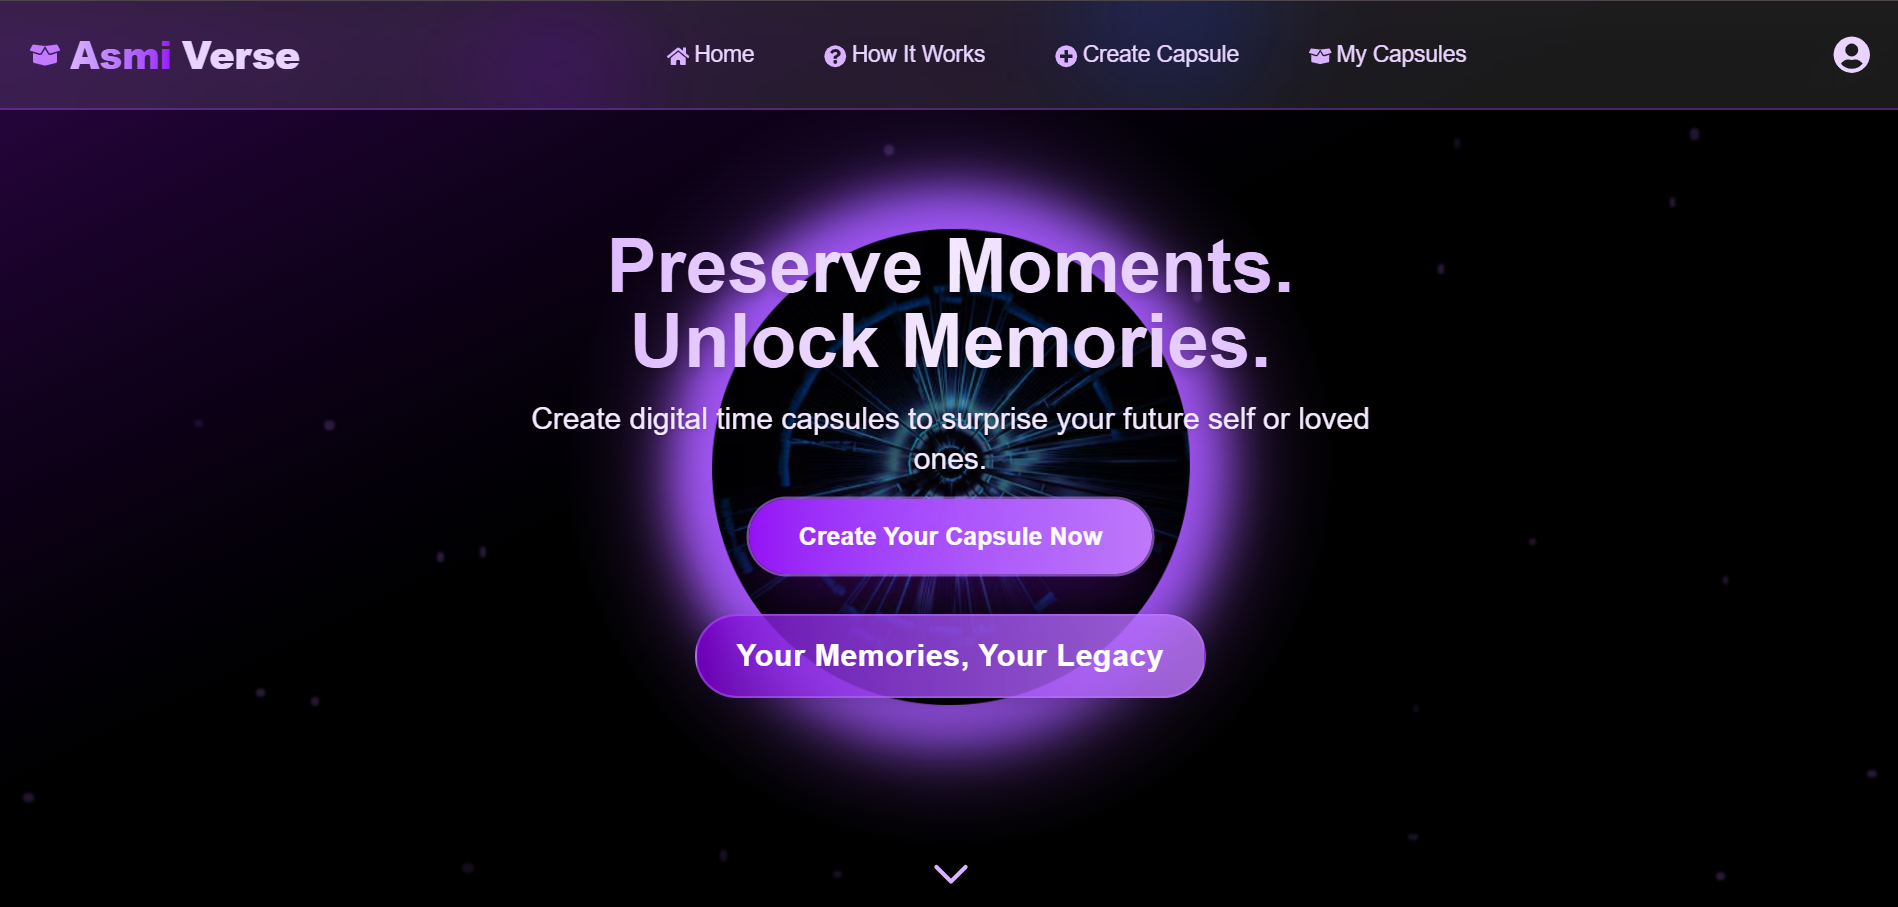 Asmi Verse
Home
How It Works
Create Capsule
My Capsules
Preserve Moments.
Unlock Memories.
Create digital time capsules to surprise your future self or loved
ones.
Create Your Capsule Now
Your Memories, Your Legacy